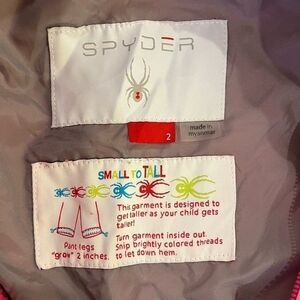 SPYDER
2
made in
myanmar
SMALL TO TALL
This garment is designed to
get taller as your child gets
taller!
Turn garment inside out.
Snip brightly colored threads
to let down hem.
Pant legs
"grow" 2 inches.